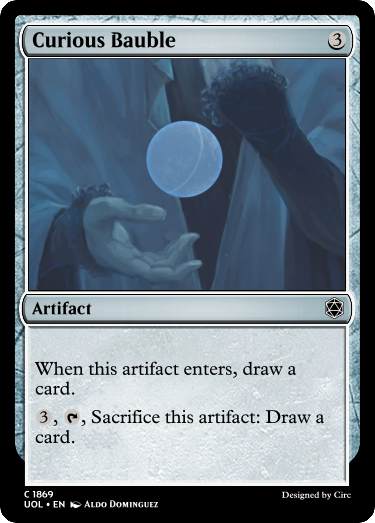 Curious Bauble 3
Artifact
When this artifact enters, draw a
card.
3, , Sacrifice this artifact: Draw a
card.
C 1869
UOL • EN Aldo Dominguez
Designed by Circ